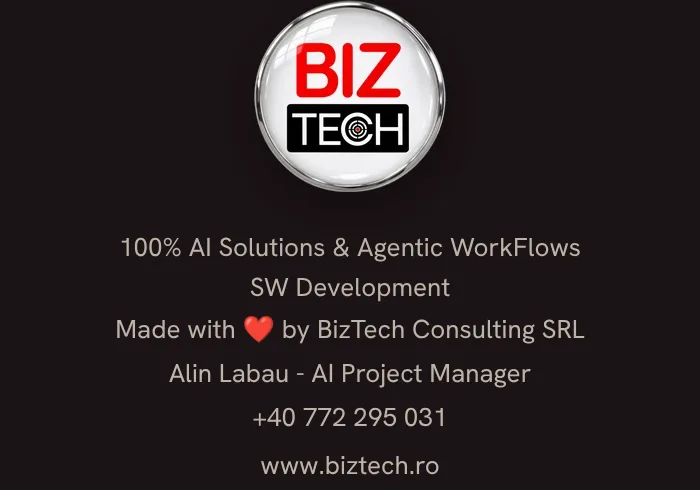 BIZ
TECH
100% AI Solutions & Agentic WorkFlows
SW Development
Made with ❤️ by BizTech Consulting SRL
Alin Labau - AI Project Manager
+40 772 295 031
www.biztech.ro